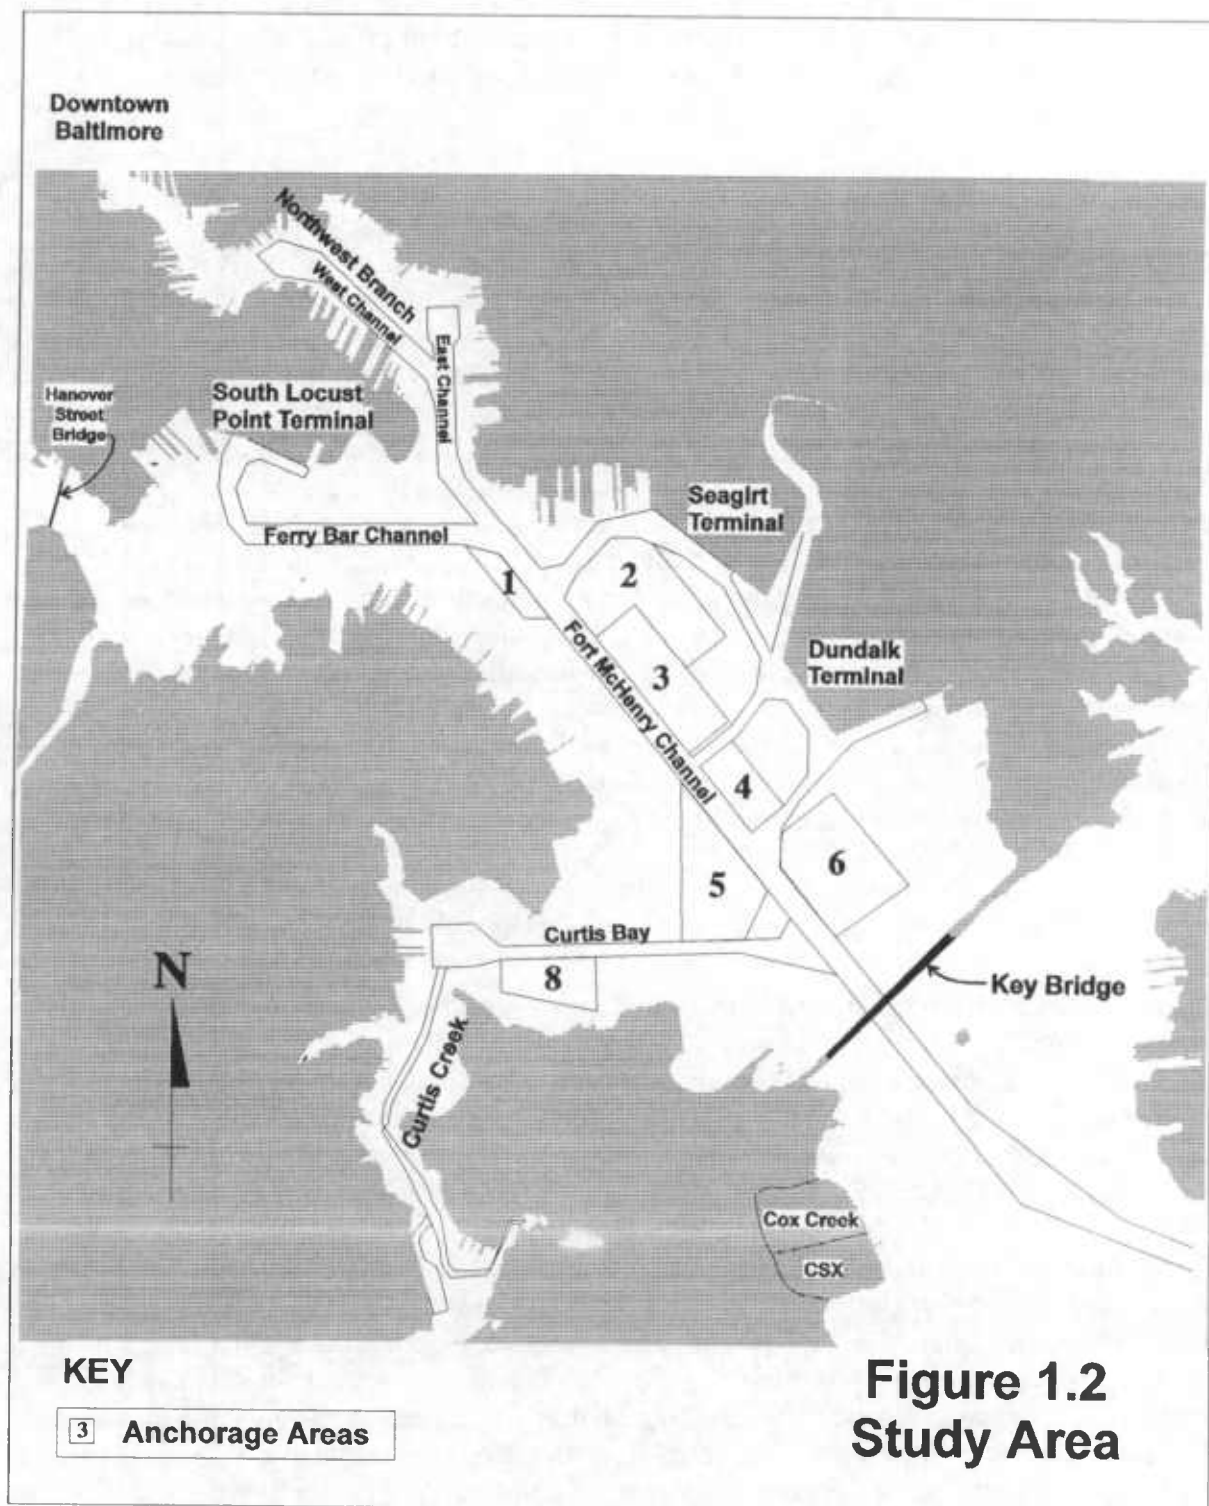 Downtown
Baltimore
Northwest Branch
West Channel
East Channel
Hanover
Street
Bridge
South Locust
Point Terminal
Seagirt
Terminal
Ferry Bar Channel
1
2
Fort McHenry Channel
3
Dundalk
Terminal
4
5
6
Curtis Bay
8
N
Key Bridge
Curtis Creek
Cox Creek
CSX
KEY
3 Anchorage Areas
Figure 1.2
Study Area